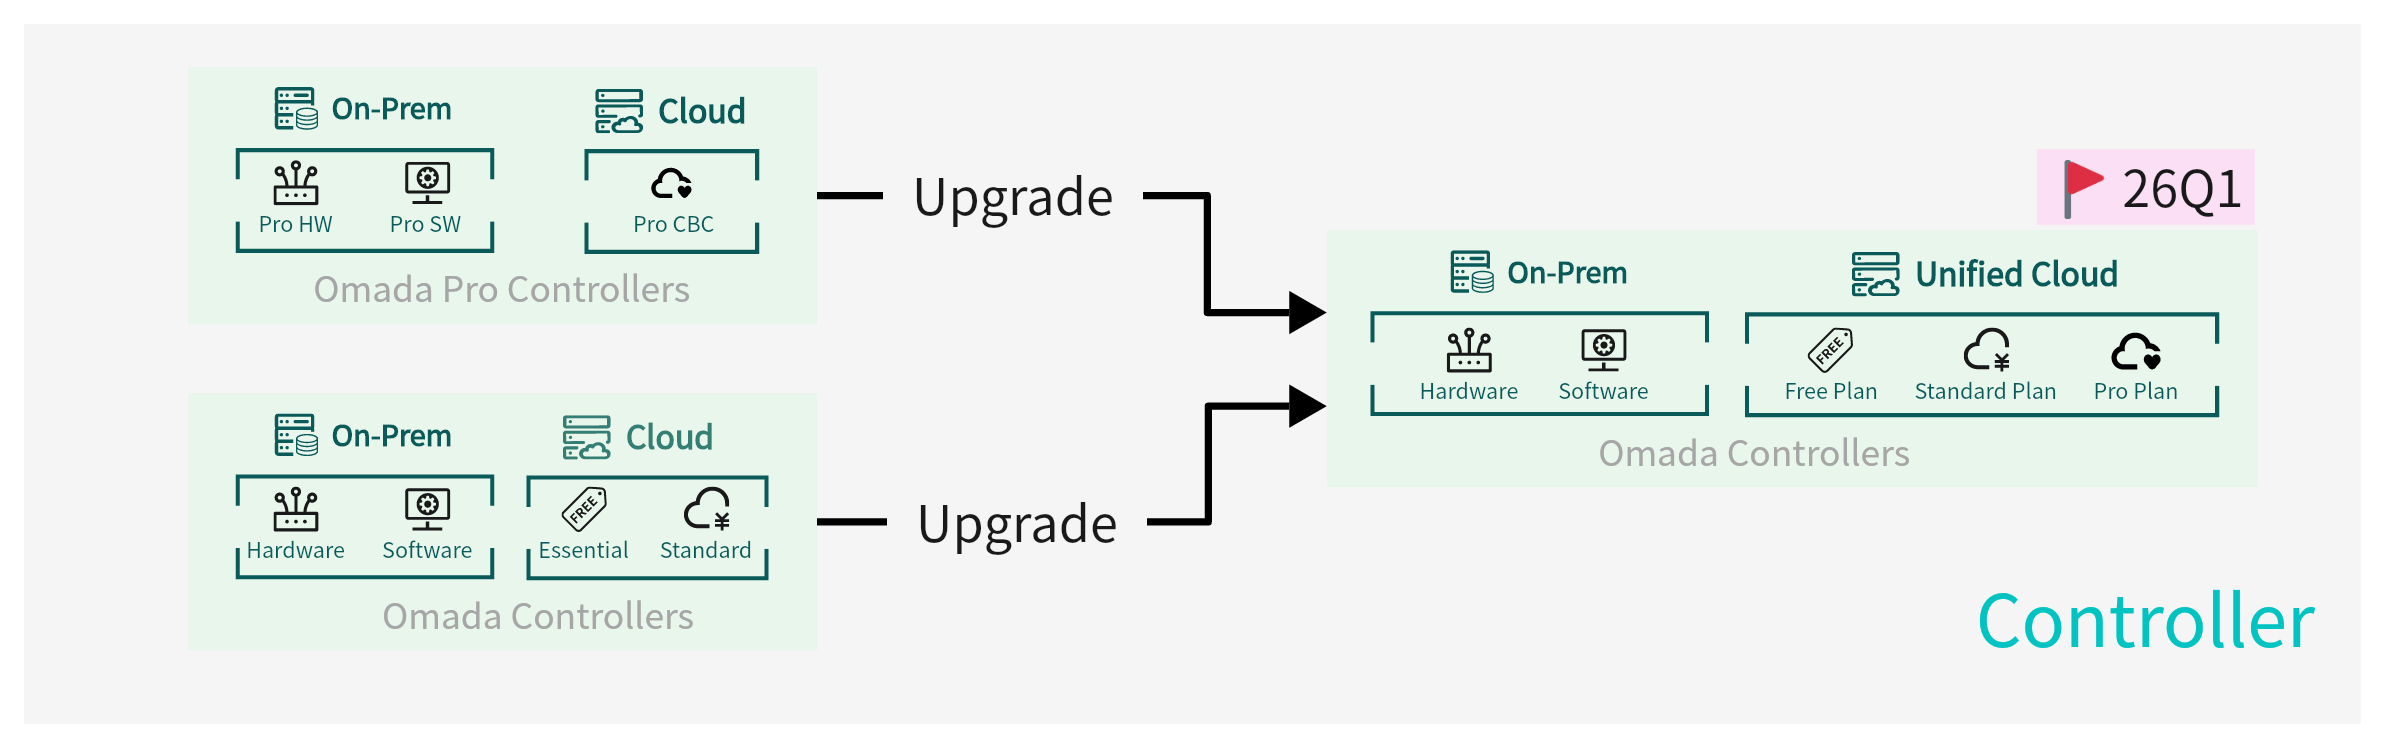 On-Prem
Cloud
Pro HW
Pro SW
Pro CBC
Omada Pro Controllers
Upgrade
On-Prem
Cloud
FREE
¥
Hardware
Software
Essential
Standard
Omada Controllers
Upgrade
26Q1
On-Prem
Unified Cloud
FREE
¥
Hardware
Software
Free Plan
Standard Plan
Pro Plan
Omada Controllers
Controller